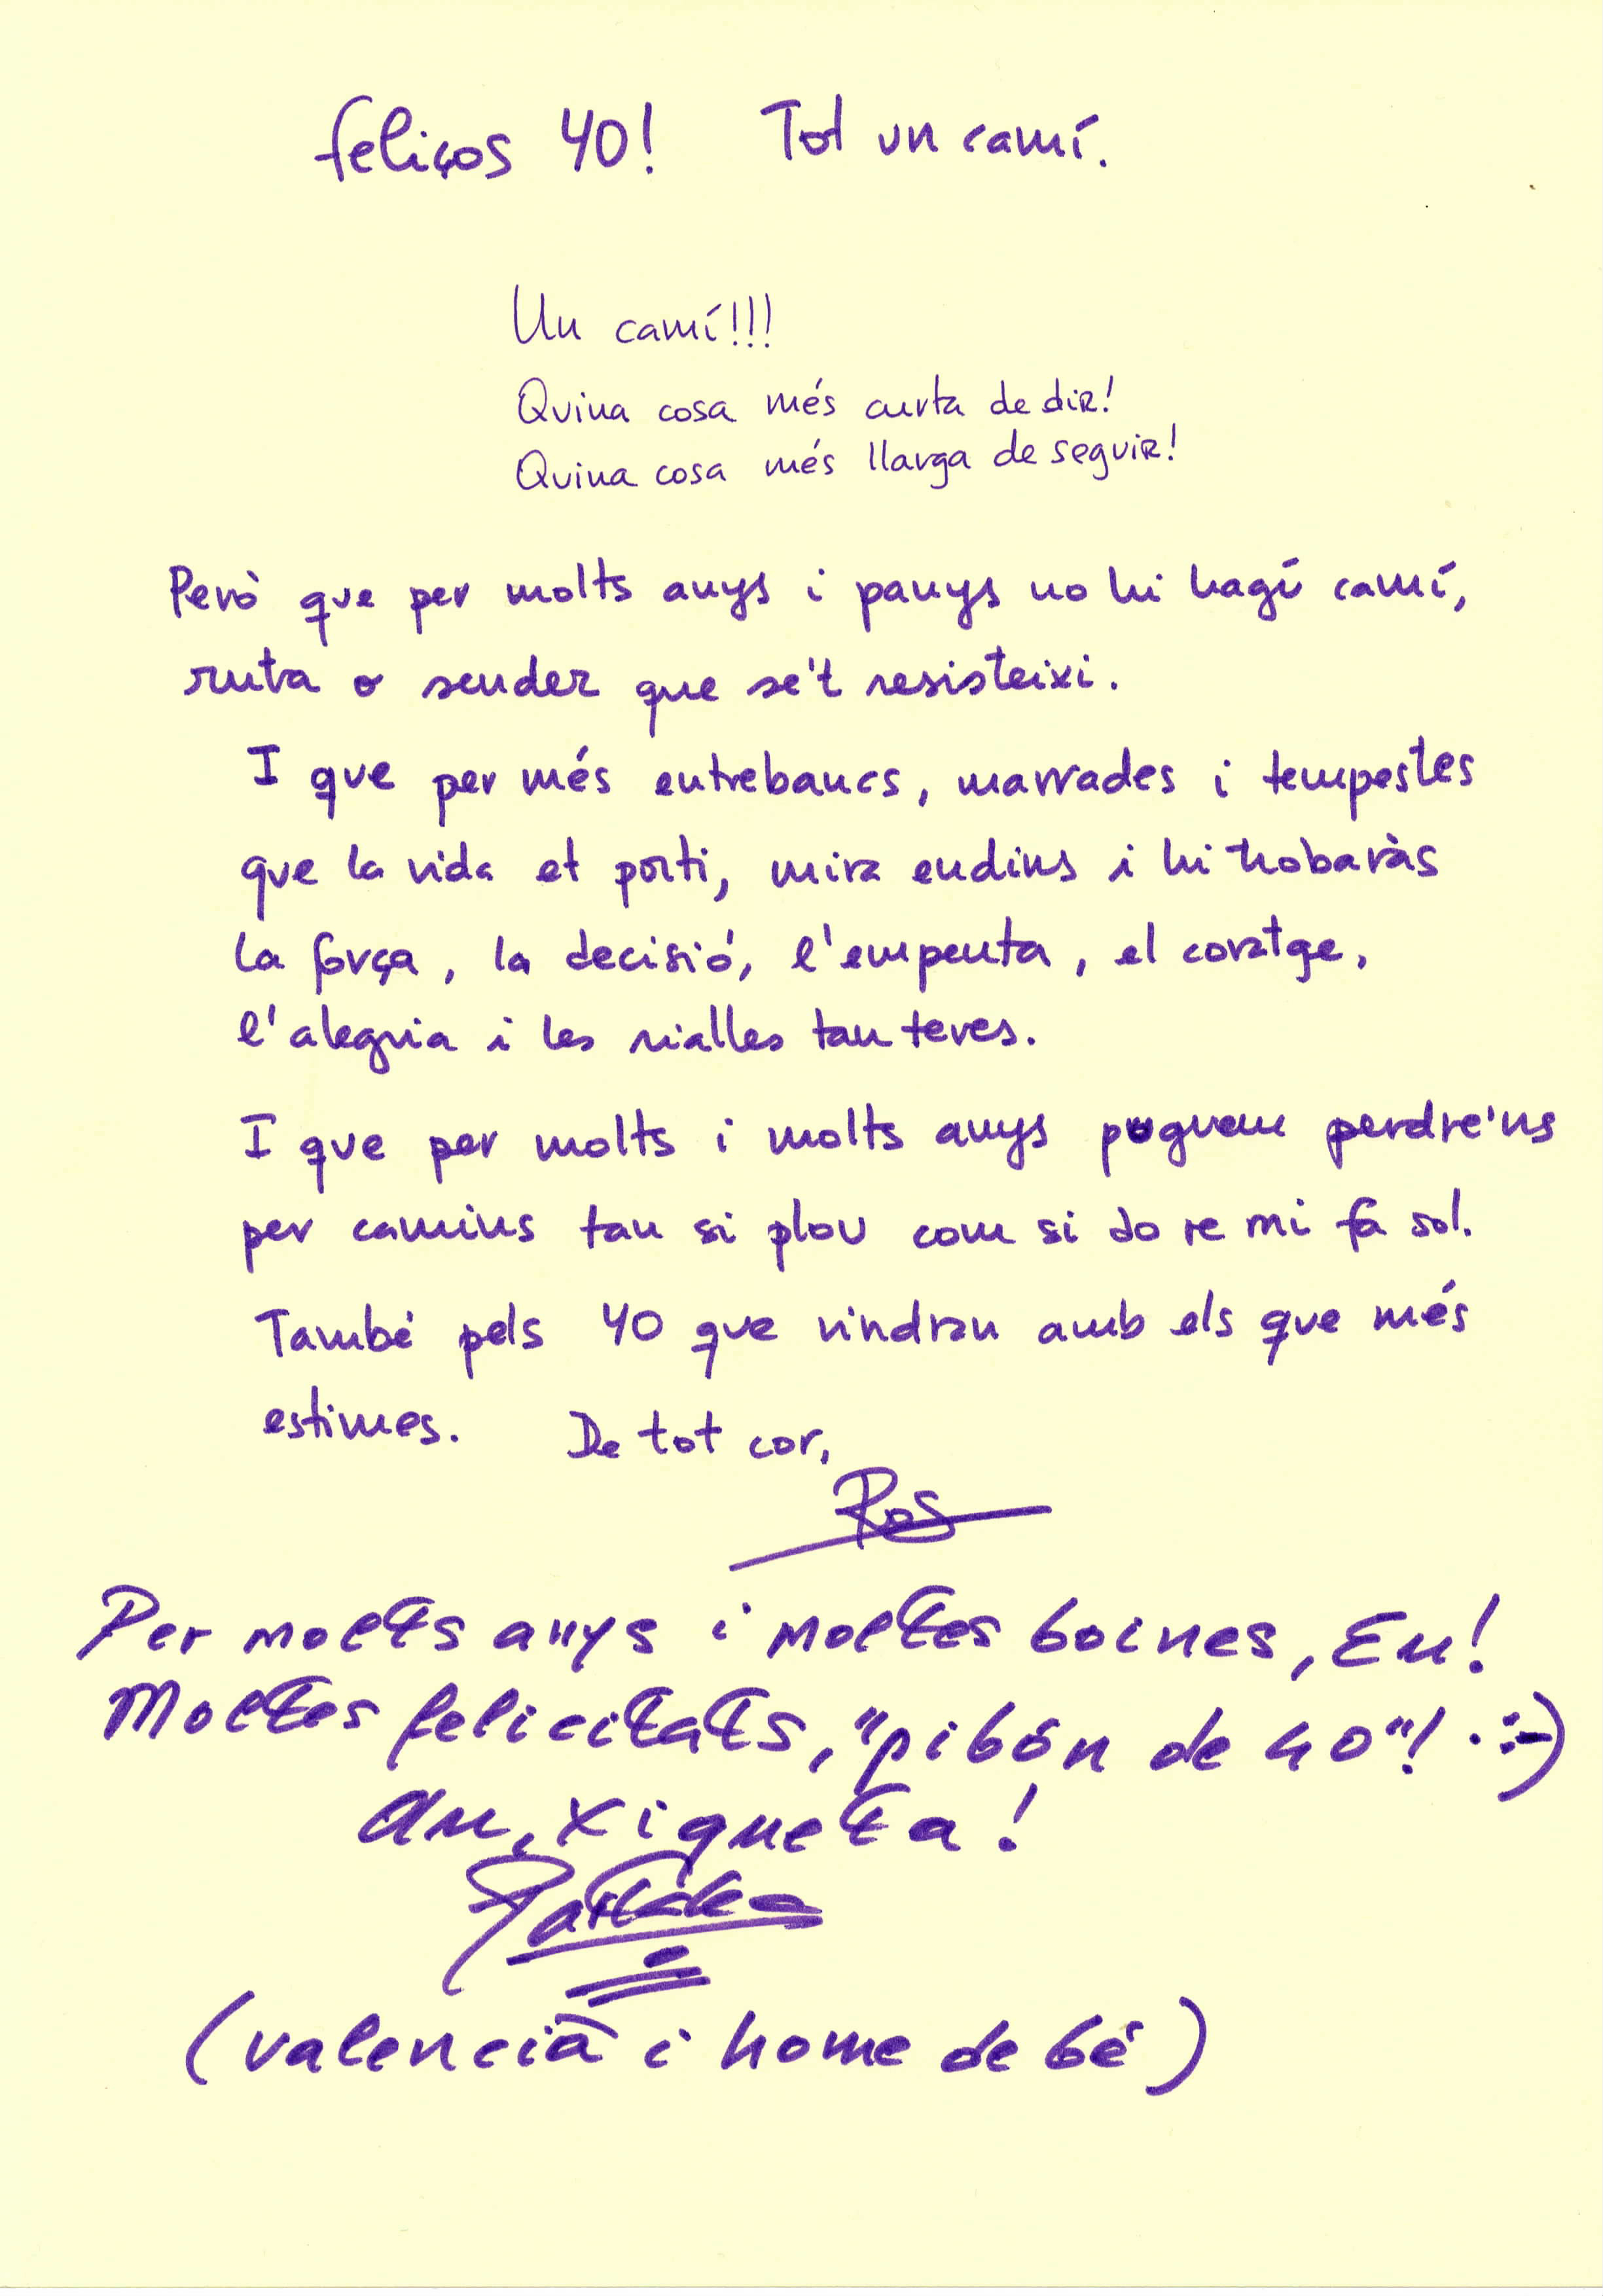 feliços 40! Tot un camí.
Un camí!!!
Quina cosa més curta de dir!
Quina cosa més llarga de seguir!
Però que per molts anys i panys no hi hagi camí,
ruta o sender que se't resisteixi.
I que per més entrebancs, marrades i tempestes
que la vida et porti, mira endins i hi trobaràs
la força, la decisió, l'empenta, el coratge,
l'alegria i les rialles tan teves.
I que per molts i molts anys poguem perdre'ns
per camins tan si plou com si do re mi fa sol.
També pels 40 que vindran amb els que més
estimes. De tot cor,
Ros
Per molts anys i moltes boines, Eu!
Moltes felicitats, "pibón de 40"! :-)
Au, xiqueta!
(valencià i home de bé)